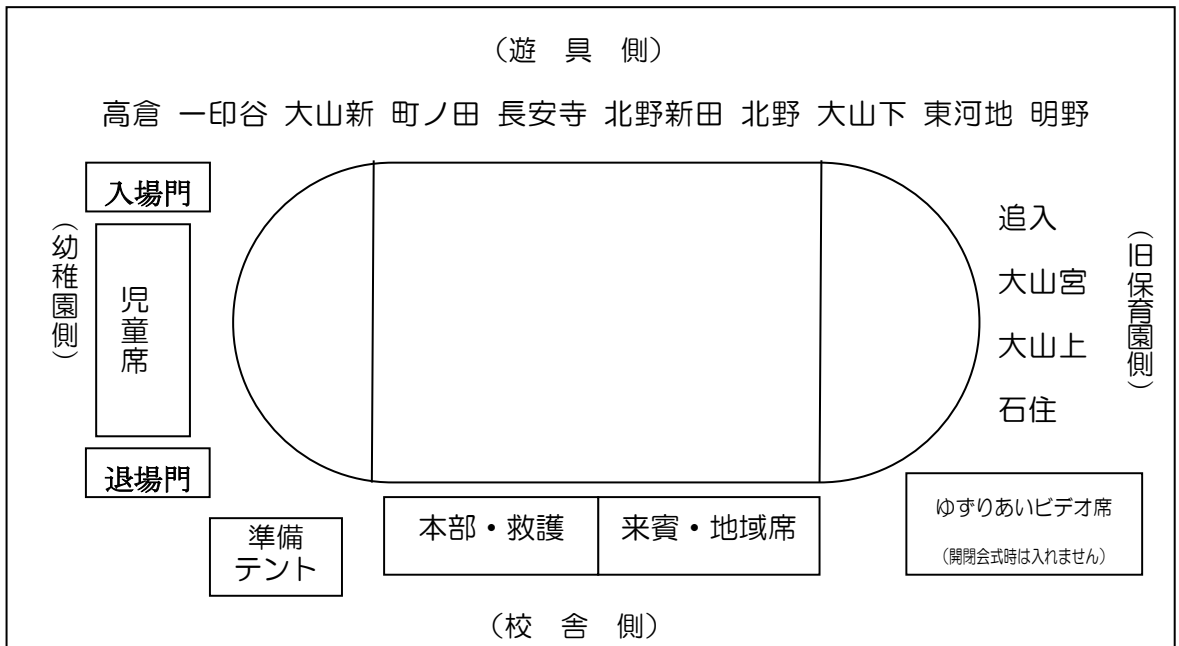 （遊 具 側）
高倉 一印谷 大山新 町ノ田 長安寺 北野新田 北野 大山下 東河地 明野
入場門
（幼稚園側）
児童席
退場門
追入
大山宮
大山上
石住
（旧保育園側）
準備
テント
本部・救護
来賓・地域席
ゆずりあいビデオ席
（開閉会式時は入れません）
（校 舎 側）